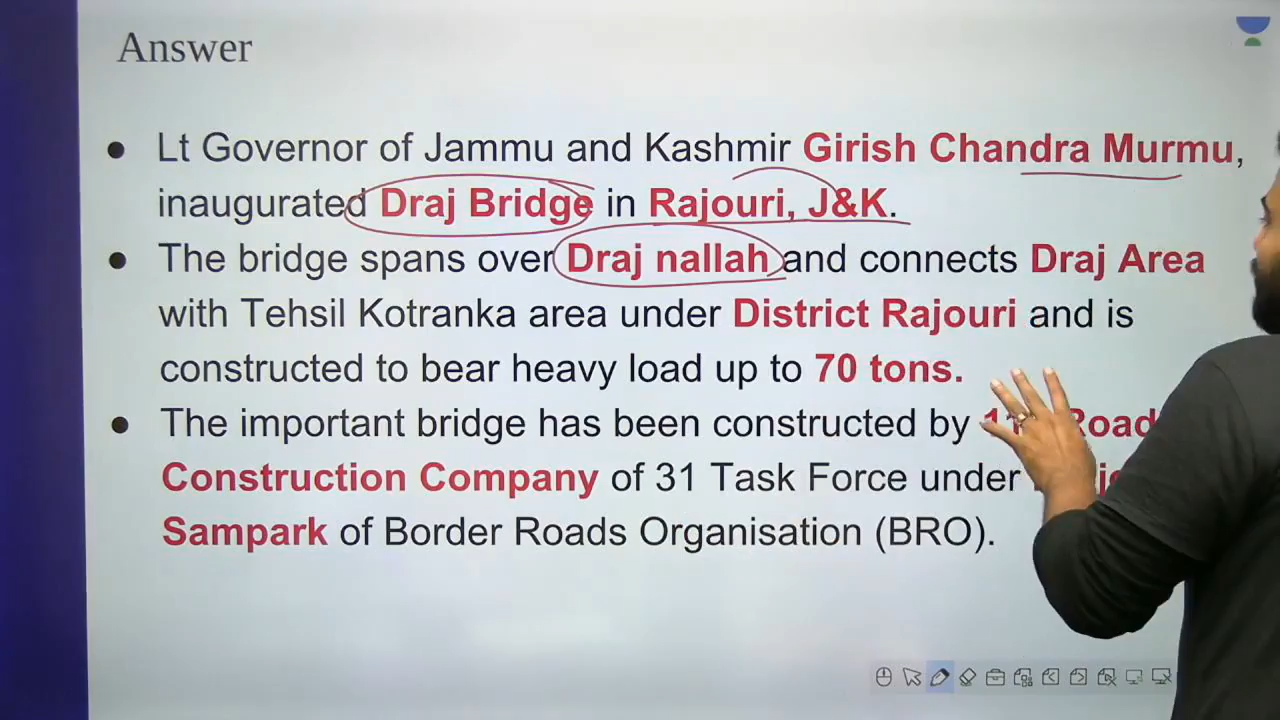 Answer
● Lt Governor of Jammu and Kashmir Girish Chandra Murmu,
inaugurated Draj Bridge in Rajouri, J&K.
● The bridge spans over Draj nallah and connects Draj Area
with Tehsil Kotranka area under District Rajouri and is
constructed to bear heavy load up to 70 tons.
● The important bridge has been constructed by
Construction Company of 31 Task Force under
Sampark of Border Roads Organisation (BRO).